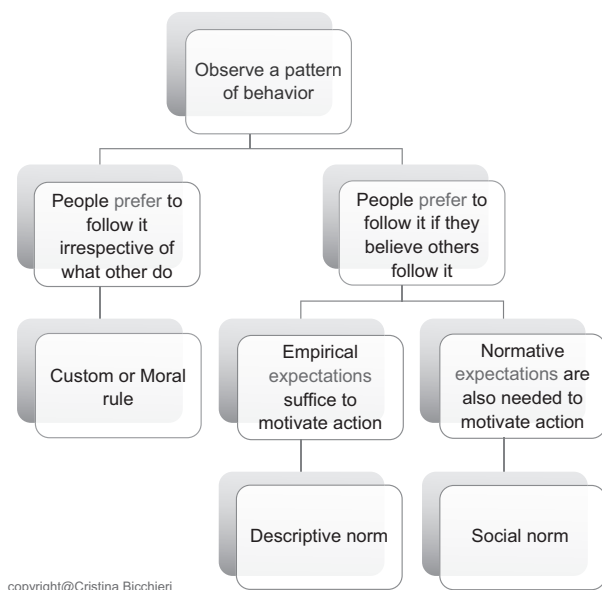 Observe a pattern
of behavior
People prefer to
follow it
irrespective of
what other do
People prefer to
follow it if they
believe others
follow it
Custom or Moral
rule
Empirical
expectations
suffice to
motivate action
Normative
expectations are
also needed to
motivate action
Descriptive norm
Social norm
copyright@Cristina Bicchieri